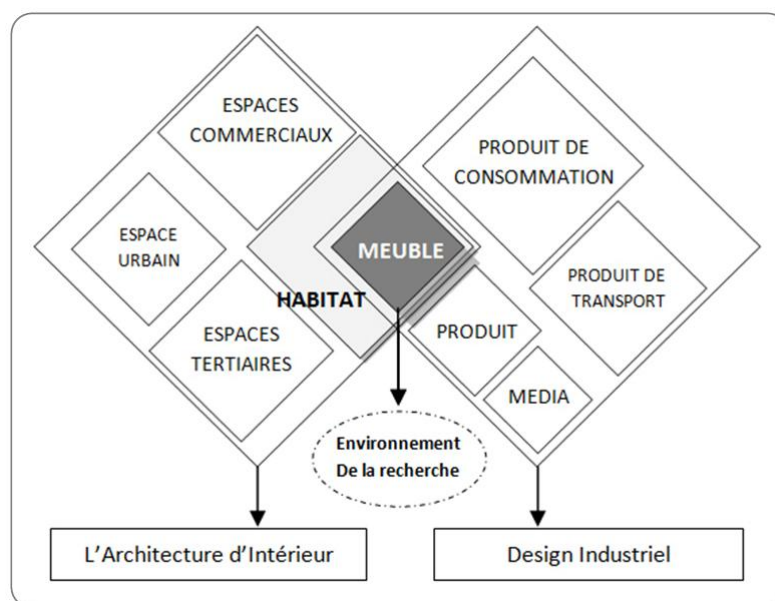 ESPACES
COMMERCIAUX
PRODUIT DE
CONSOMMATION
ESPACE
URBAIN
MEUBLE
HABITAT
PRODUIT DE
TRANSPORT
ESPACES
TERTIAIRES
PRODUIT
MEDIA
Environnement
De la recherche
L’Architecture d’Intérieur
Design Industriel